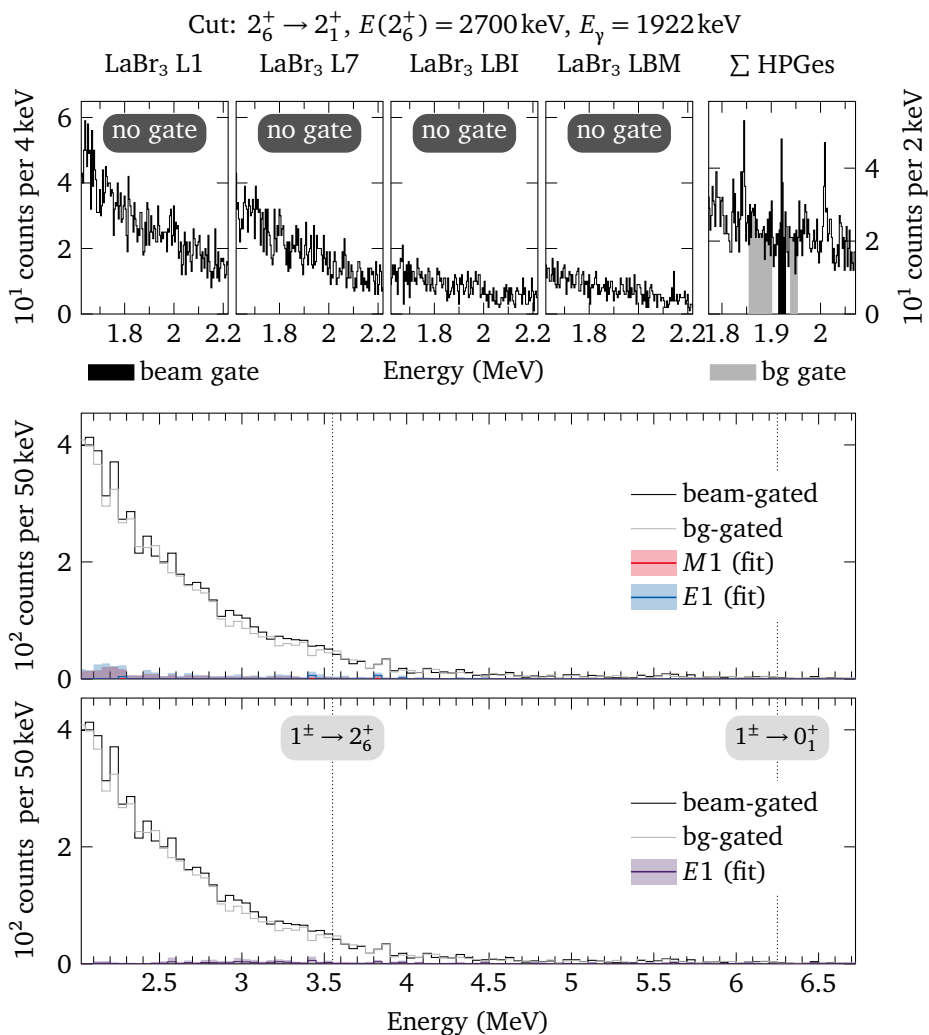 Cut: 2₆⁺ → 2₁⁺, E(2₆⁺) = 2700 keV, Eᵧ = 1922 keV
LaBr₃ L1 LaBr₃ L7 LaBr₃ LBI LaBr₃ LBM ∑ HPGes
no gate no gate no gate no gate
10¹ counts per 4 keV
0 2 4 6
10¹ counts per 2 keV
0 2 4
1.8 2 2.2 1.8 2 2.2 1.8 2 2.2 1.8 2 2.2 1.8 1.9 2
beam gate Energy (MeV) bg gate
10² counts per 50 keV
0 2 4
beam-gated
bg-gated
M1 (fit)
E1 (fit)
10² counts per 50 keV
0 2 4
1± → 2₆⁺ 1± → 0₁⁺
beam-gated
bg-gated
E1 (fit)
2.5 3 3.5 4 4.5 5 5.5 6 6.5
Energy (MeV)